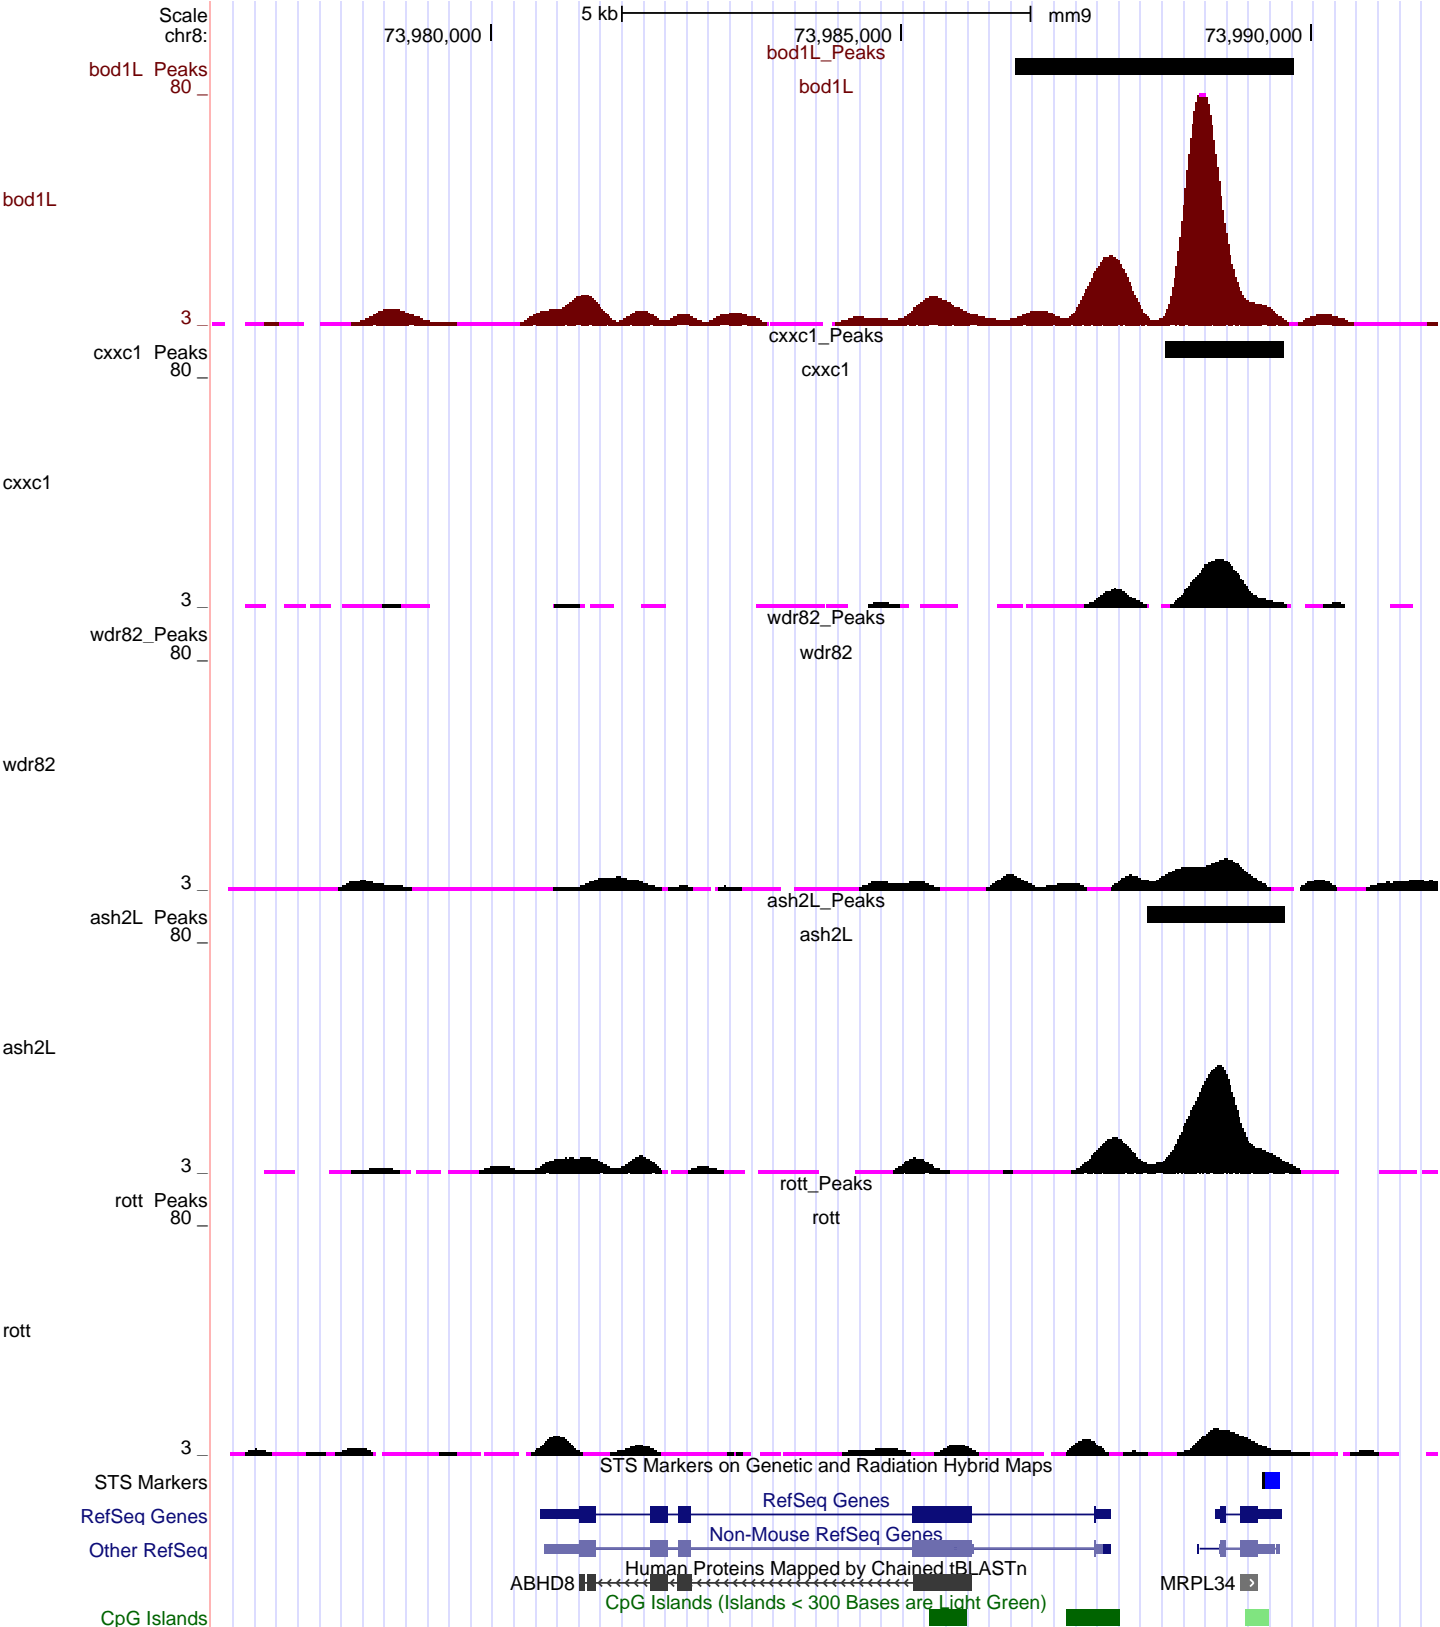 Scale 5 kb mm9
chr8: 73,980,000 73,985,000 73,990,000
bod1L_Peaks
bod1L Peaks
80 bod1L
bod1L
3
cxxc1_Peaks
cxxc1 Peaks
80 cxxc1
cxxc1
3
wdr82_Peaks
wdr82_Peaks
80 wdr82
wdr82
3
ash2L_Peaks
ash2L Peaks
80 ash2L
ash2L
3
rott_Peaks
rott Peaks
80 rott
rott
3
STS Markers on Genetic and Radiation Hybrid Maps
STS Markers
RefSeq Genes
RefSeq Genes
Non-Mouse RefSeq Genes
Other RefSeq
Human Proteins Mapped by Chained tBLASTn
ABHD8 MRPL34
CpG Islands (Islands < 300 Bases are Light Green)
CpG Islands